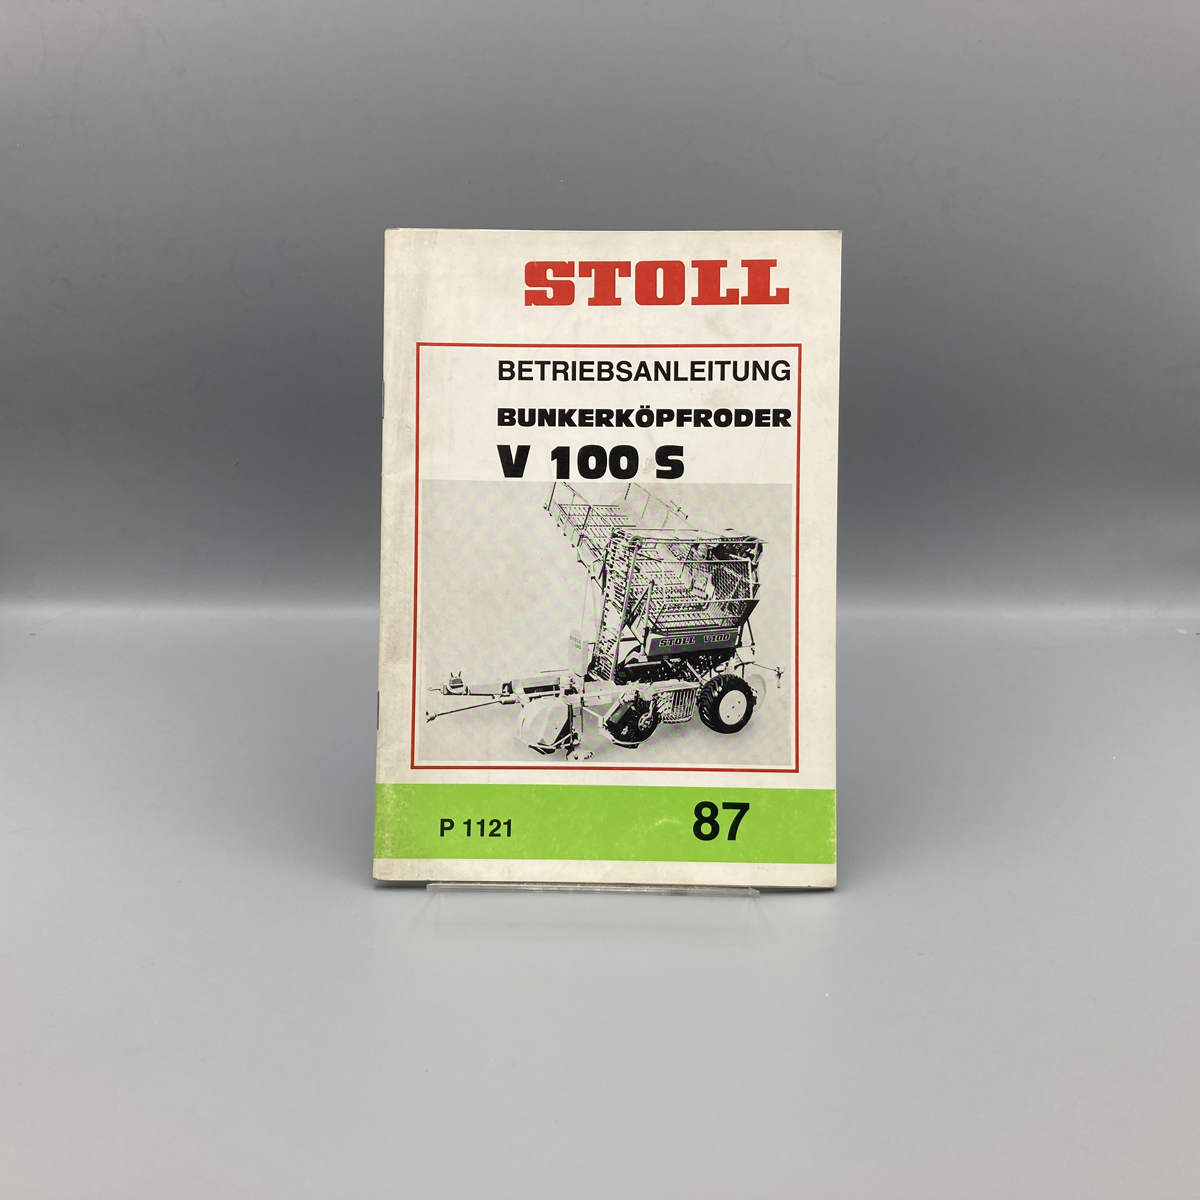 STOLL
BETRIEBSANLEITUNG
BUNKERKÖPFRODER
V 100 S
STOLL V100
P 1121
87